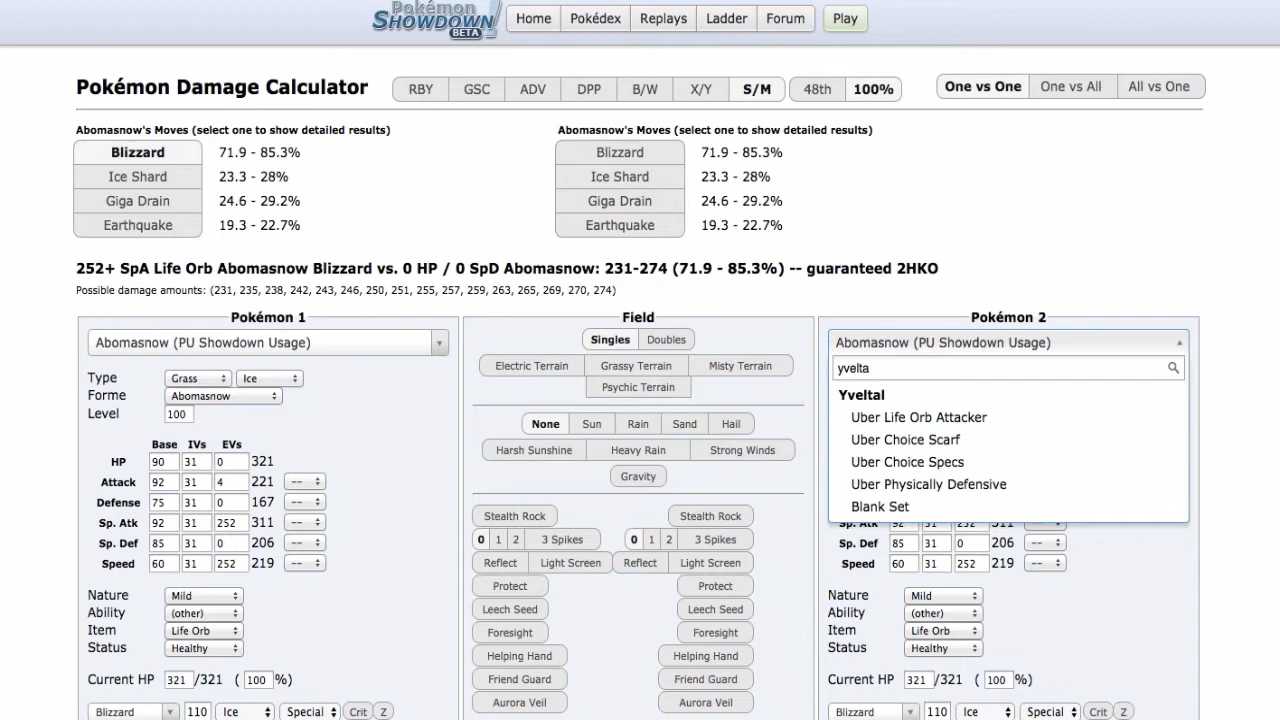 Pokémon
SHOWDOWN!
BETA
Home Pokédex Replays Ladder Forum Play
Pokémon Damage Calculator RBY GSC ADV DPP B/W X/Y S/M 48th 100% One vs One One vs All All vs One
Abomasnow's Moves (select one to show detailed results) Abomasnow's Moves (select one to show detailed results)
Blizzard 71.9 - 85.3% Blizzard 71.9 - 85.3%
Ice Shard 23.3 - 28% Ice Shard 23.3 - 28%
Giga Drain 24.6 - 29.2% Giga Drain 24.6 - 29.2%
Earthquake 19.3 - 22.7% Earthquake 19.3 - 22.7%
252+ SpA Life Orb Abomasnow Blizzard vs. 0 HP / 0 SpD Abomasnow: 231-274 (71.9 - 85.3%) -- guaranteed 2HKO
Possible damage amounts: (231, 235, 238, 242, 243, 246, 250, 251, 255, 257, 259, 263, 265, 269, 270, 274)
Pokémon 1
Abomasnow (PU Showdown Usage)
Type Grass Ice
Forme Abomasnow
Level 100
Base IVs EVs
HP 90 31 0 321
Attack 92 31 4 221 --
Defense 75 31 0 167 --
Sp. Atk 92 31 252 311 --
Sp. Def 85 31 0 206 --
Speed 60 31 252 219 --
Nature Mild
Ability (other)
Item Life Orb
Status Healthy
Current HP 321 /321 ( 100 %)
Blizzard 110 Ice Special Crit Z
Field
Singles Doubles
Electric Terrain Grassy Terrain Misty Terrain
Psychic Terrain
None Sun Rain Sand Hail
Harsh Sunshine Heavy Rain Strong Winds
Gravity
Stealth Rock Stealth Rock
0 1 2 3 Spikes 0 1 2 3 Spikes
Reflect Light Screen Reflect Light Screen
Protect Protect
Leech Seed Leech Seed
Foresight Foresight
Helping Hand Helping Hand
Friend Guard Friend Guard
Aurora Veil Aurora Veil
Pokémon 2
Abomasnow (PU Showdown Usage)
yvelta
Yveltal
Uber Life Orb Attacker
Uber Choice Scarf
Uber Choice Specs
Uber Physically Defensive
Blank Set
Sp. Atk 92 31 252 311 --
Sp. Def 85 31 0 206 --
Speed 60 31 252 219 --
Nature Mild
Ability (other)
Item Life Orb
Status Healthy
Current HP 321 /321 ( 100 %)
Blizzard 110 Ice Special Crit Z